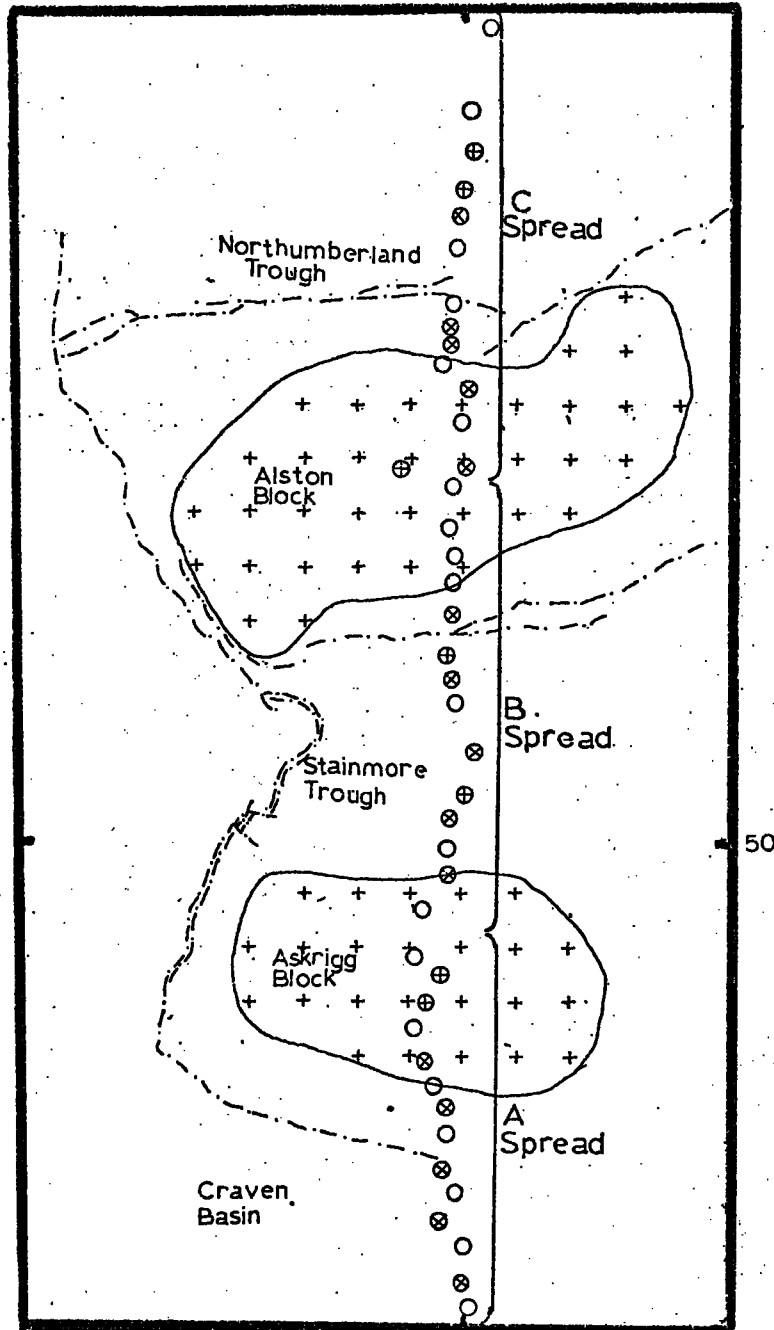 C
Spread
Northumberland
Trough
Alston
Block
B.
Spread
Stainmore
Trough
50
Askrigg
Block
A
Spread
Craven
Basin